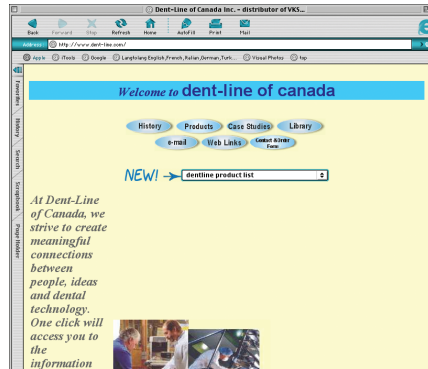 Dent-Line of Canada Inc. - distributor of VKS...
Back Forward Stop Refresh Home AutoFill Print Mail
Address http://www.dent-line.com/
Apple iTools Google Langtolang English,French,Italian,German,Turk... Visual Photos top
Favorites
History
Search
Scrapbook
Page Holder
Welcome to dent-line of canada
History Products Case Studies Library
e-mail Web Links Contact & Order
Form
NEW! dentline product list
At Dent-Line
of Canada, we
strive to create
meaningful
connections
between
people, ideas
and dental
technology.
One click will
access you to
the
information